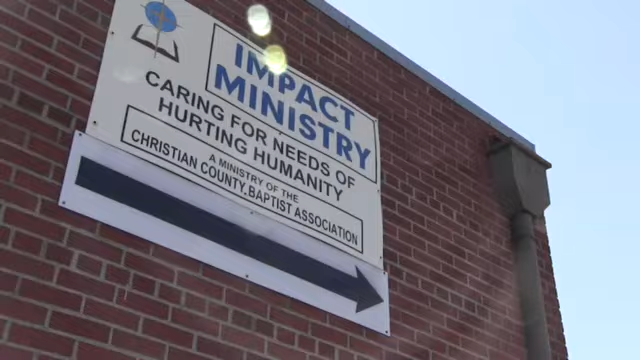 IMPACT
MINISTRY
CARING FOR NEEDS OF
HURTING HUMANITY
A MINISTRY OF THE
CHRISTIAN COUNTY BAPTIST ASSOCIATION